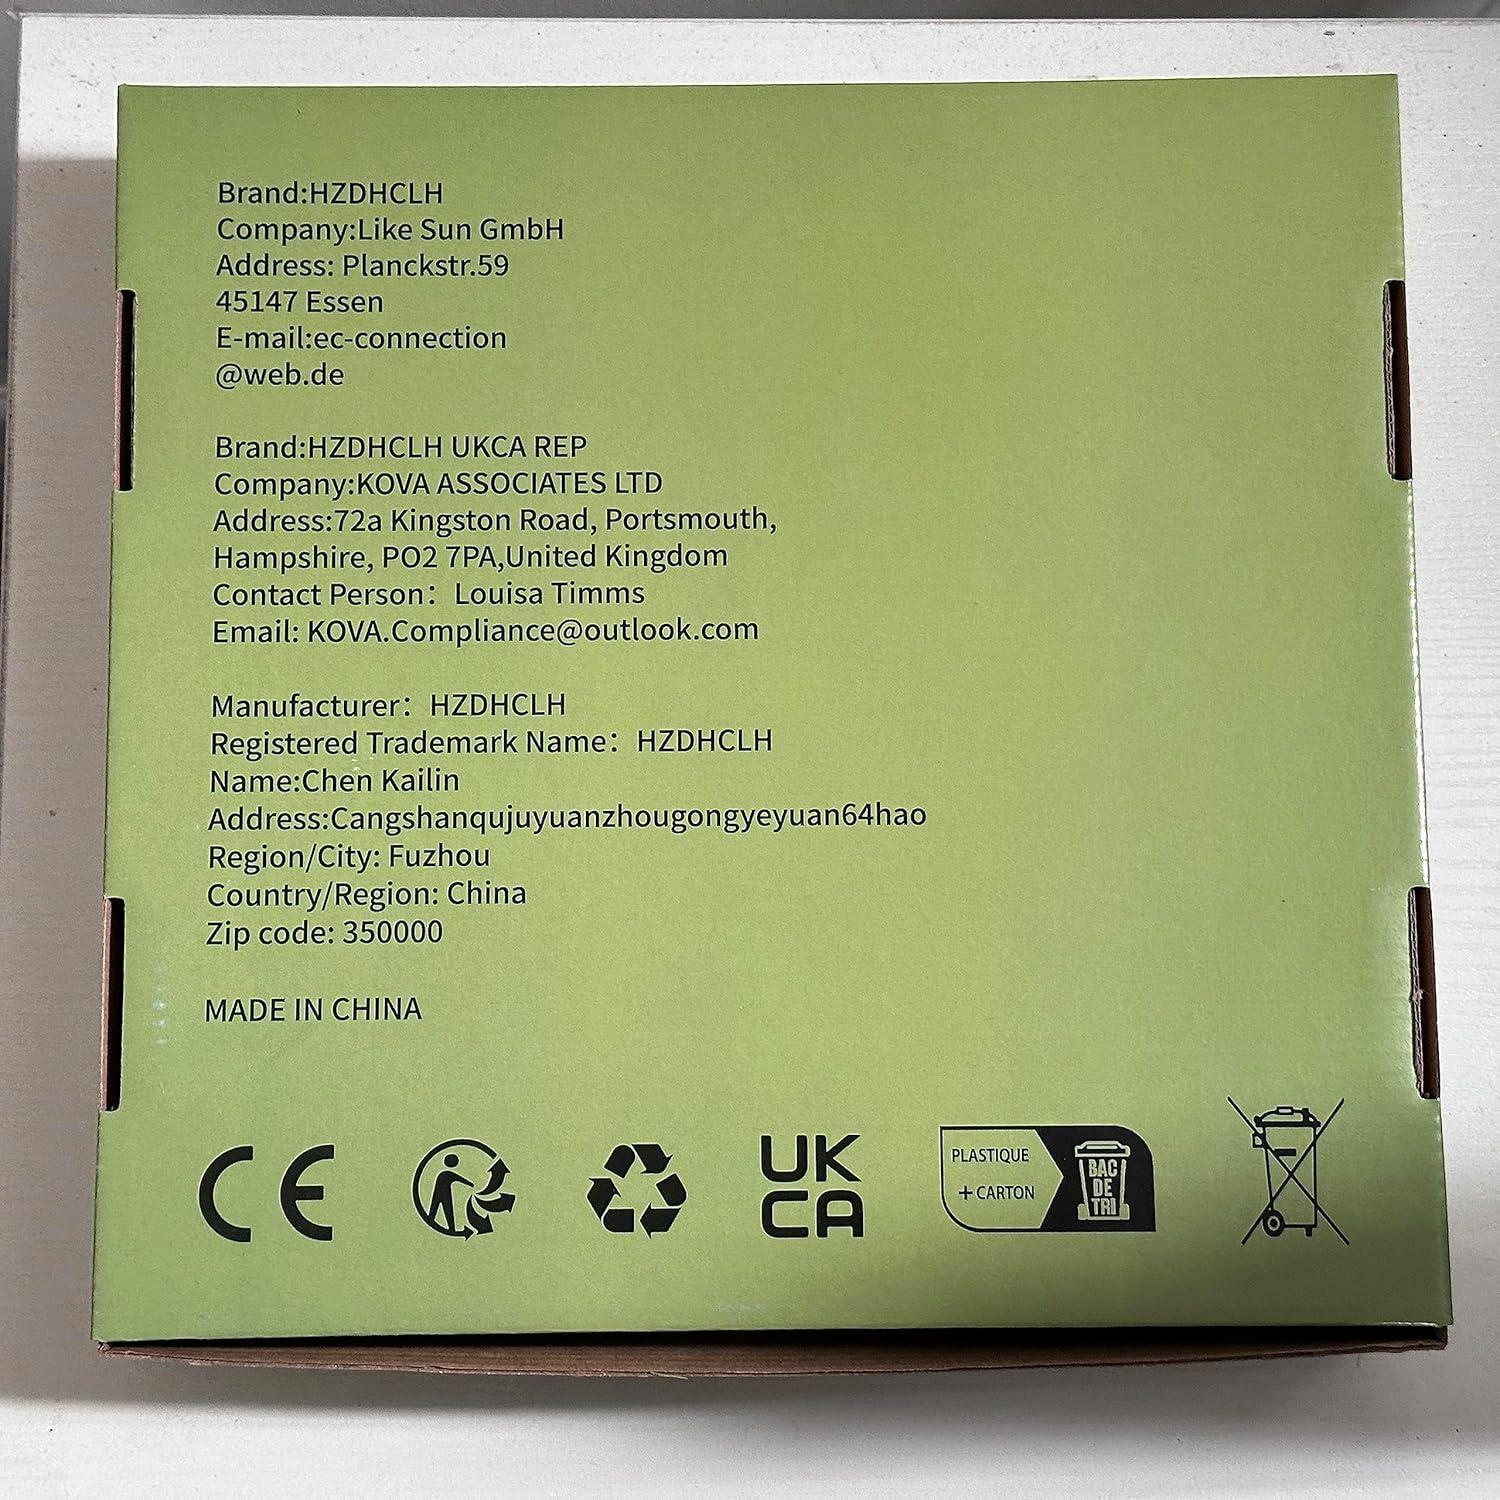 Brand:HZDHCLH
Company:Like Sun GmbH
Address: Planckstr.59
45147 Essen
E-mail:ec-connection
@web.de
Brand:HZDHCLH UKCA REP
Company:KOVA ASSOCIATES LTD
Address:72a Kingston Road, Portsmouth,
Hampshire, PO2 7PA,United Kingdom
Contact Person：Louisa Timms
Email: KOVA.Compliance@outlook.com
Manufacturer：HZDHCLH
Registered Trademark Name：HZDHCLH
Name:Chen Kailin
Address:Cangshanqujuyuanzhougongyeyuan64hao
Region/City: Fuzhou
Country/Region: China
Zip code: 350000
MADE IN CHINA
CE
UK
CA
PLASTIQUE
+ CARTON
BAC
DE
TRI